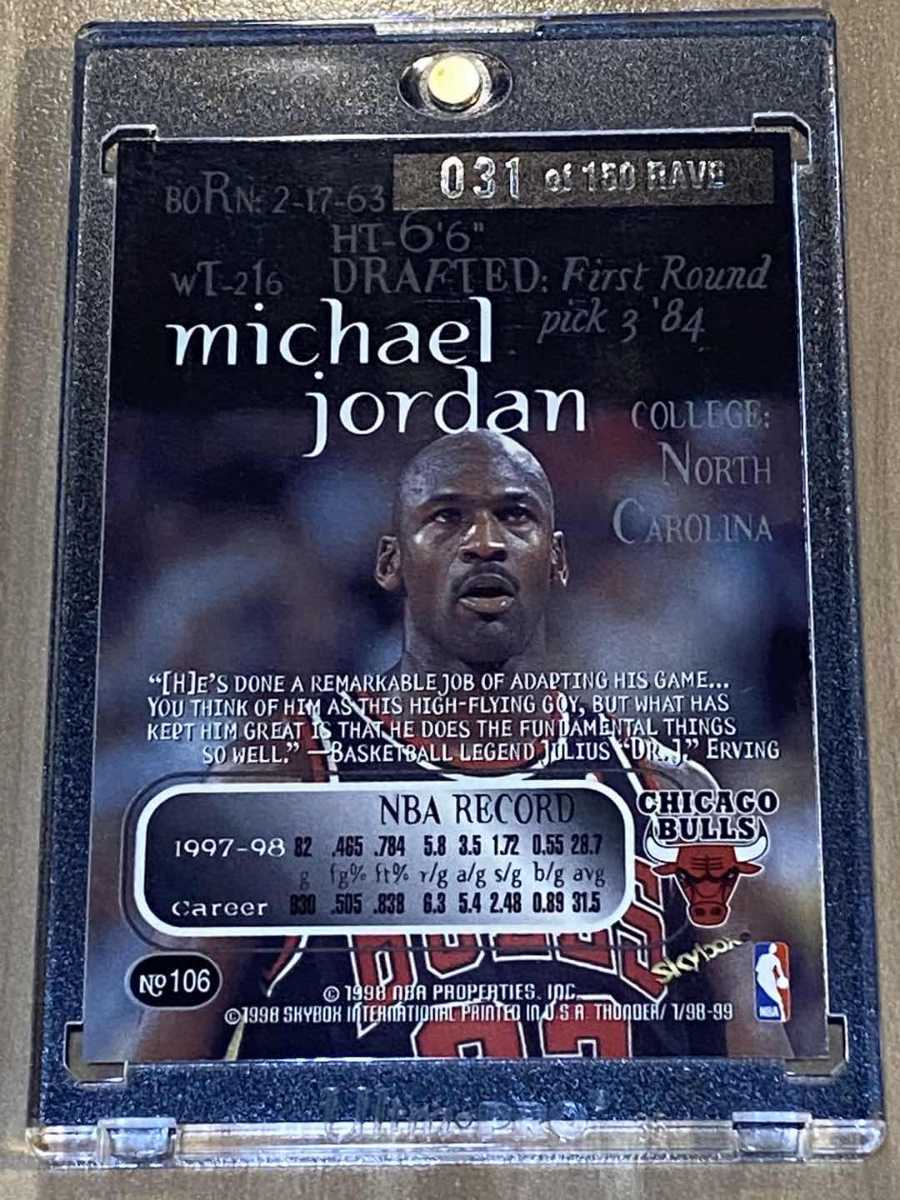 031 of 150 RAVE
BORN: 2-17-63
HT-6'6"
WT-216 DRAFTED: First Round
pick 3 '84
michael
jordan
COLLEGE:
NORTH
CAROLINA
"[H]E'S DONE A REMARKABLE JOB OF ADAPTING HIS GAME...
YOU THINK OF HIM AS THIS HIGH-FLYING GUY, BUT WHAT HAS
KEPT HIM GREAT IS THAT HE DOES THE FUNDAMENTAL THINGS
SO WELL." —BASKETBALL LEGEND JULIUS "DR. J." ERVING
NBA RECORD
1997-98 82 .465 .784 5.8 3.5 1.72 0.55 28.7
g fg% ft% r/g a/g s/g b/g avg
Career 930 .505 .838 6.3 5.4 2.48 0.89 31.5
CHICAGO
BULLS
BULLS
23
Skybox
NBA
No 106
© 1998 NBA PROPERTIES, INC.
©1998 SKYBOX INTERNATIONAL PRINTED IN U.S.A. THUNDER/ 1/98-99